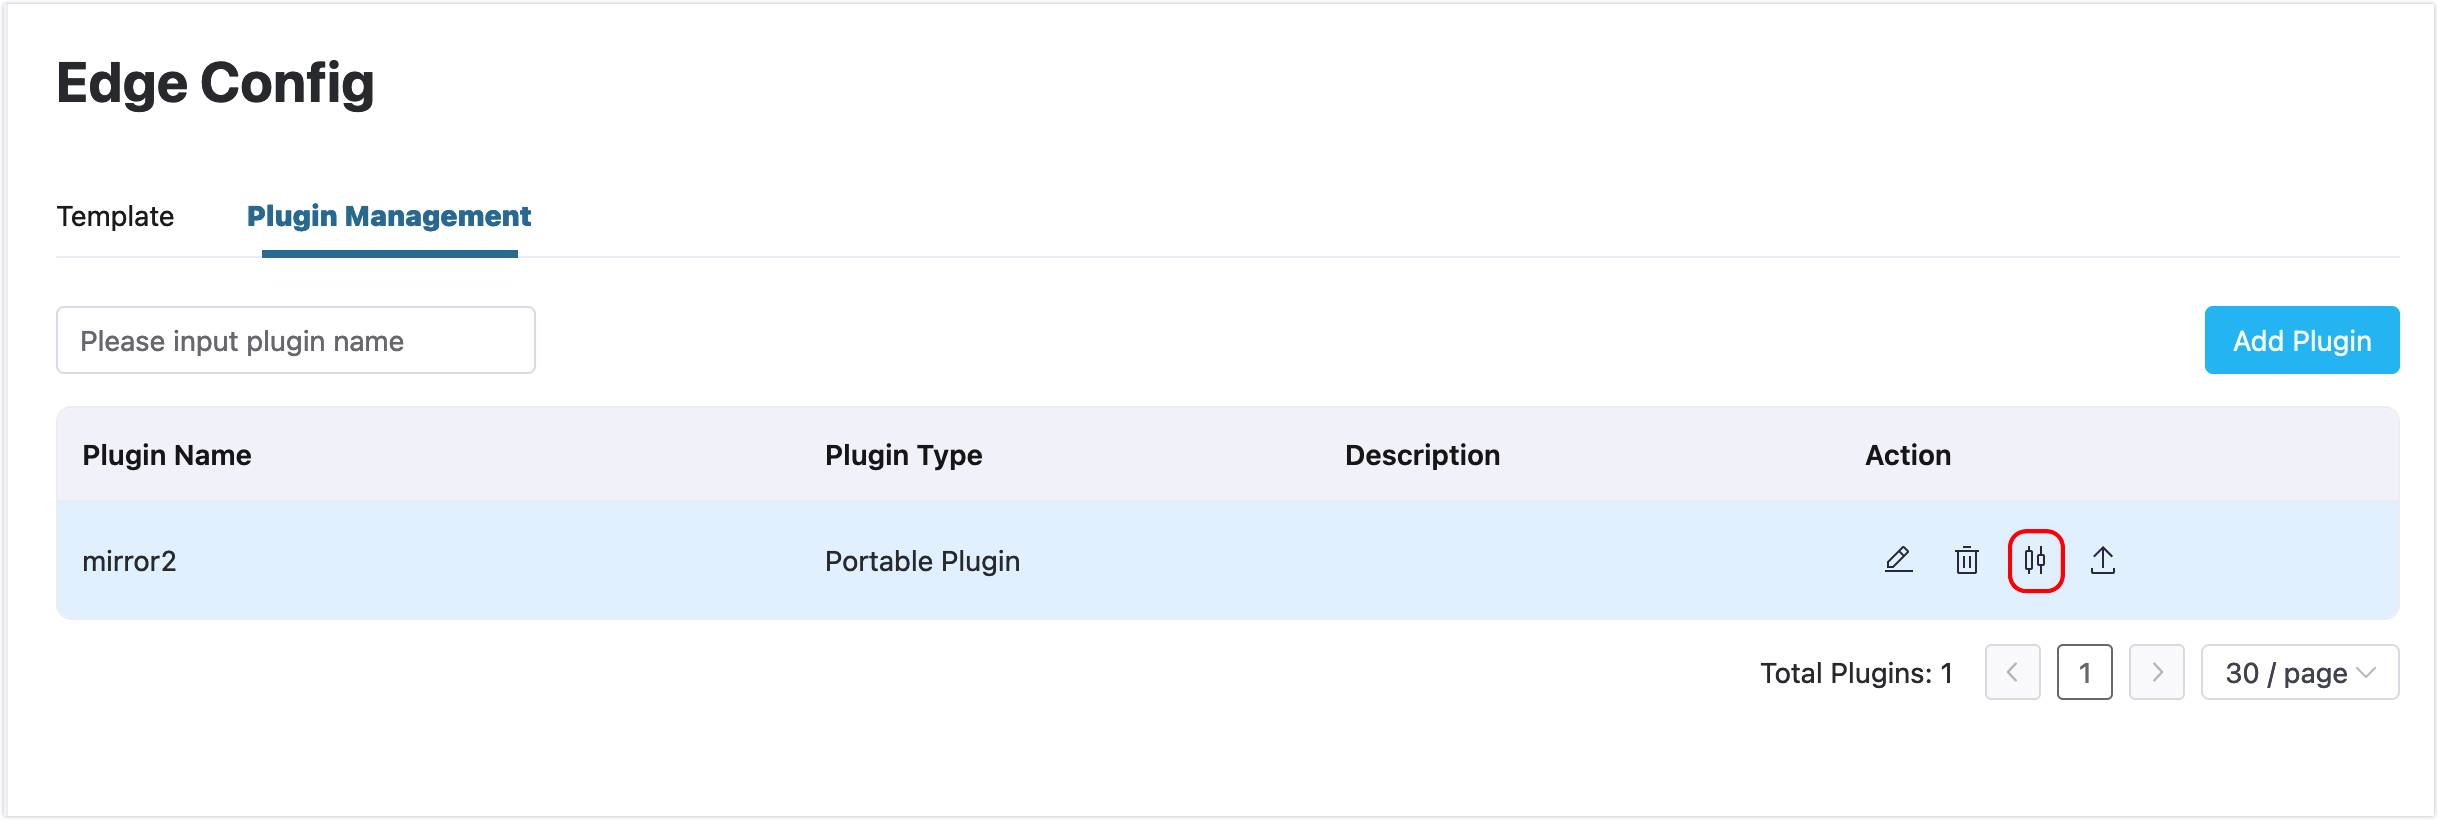 Edge Config
Template Plugin Management
Please input plugin name Add Plugin
Plugin Name Plugin Type Description Action
mirror2 Portable Plugin
Total Plugins: 1 1 30 / page